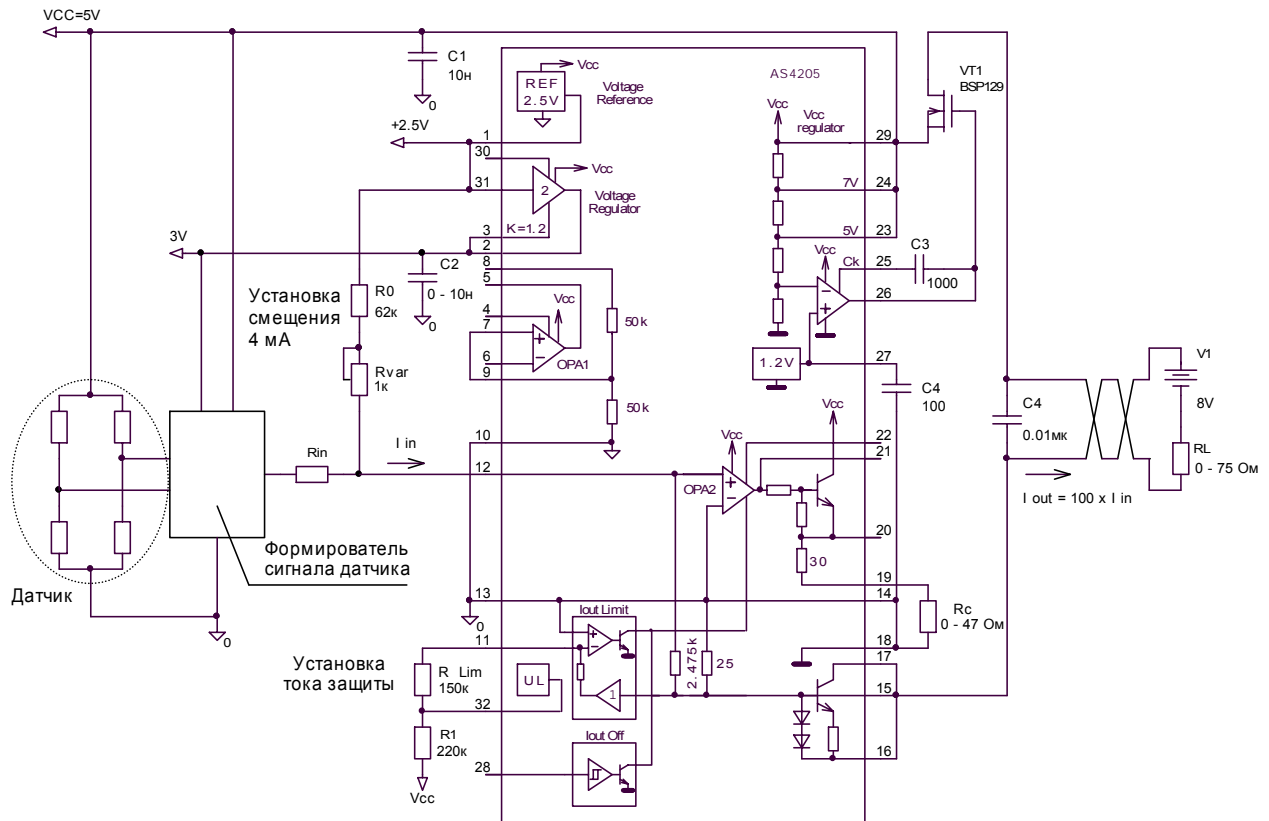 VCC=5V
C1
10н
0
+2.5V
3V
C2
0 - 10н
0
Установка
смещения
4 мА
R0
62к
Rvar
1к
Rin
I in
Датчик
Формирователь
сигнала датчика
0
Установка
тока защиты
R Lim
150к
R1
220к
Vcc
0
1
30
31
3
2
8
5
4
7
6
9
10
12
13
11
32
28
REF
2.5V
Vcc
Voltage
Reference
2
Vcc
K=1.2
Voltage
Regulator
Vcc
OPA1
50k
50k
AS4205
Vcc
Vcc
regulator
7V
5V
Vcc
Ck
1.2V
Vcc
OPA2
Vcc
30
Iout Limit
UL
1
2.475k
25
Iout Off
29
24
23
25
26
27
22
21
20
19
14
18
17
15
16
VT1
BSP129
C3
1000
C4
100
Rc
0 - 47 Ом
C4
0.01мк
V1
8V
RL
0 - 75 Ом
I out = 100 x I in